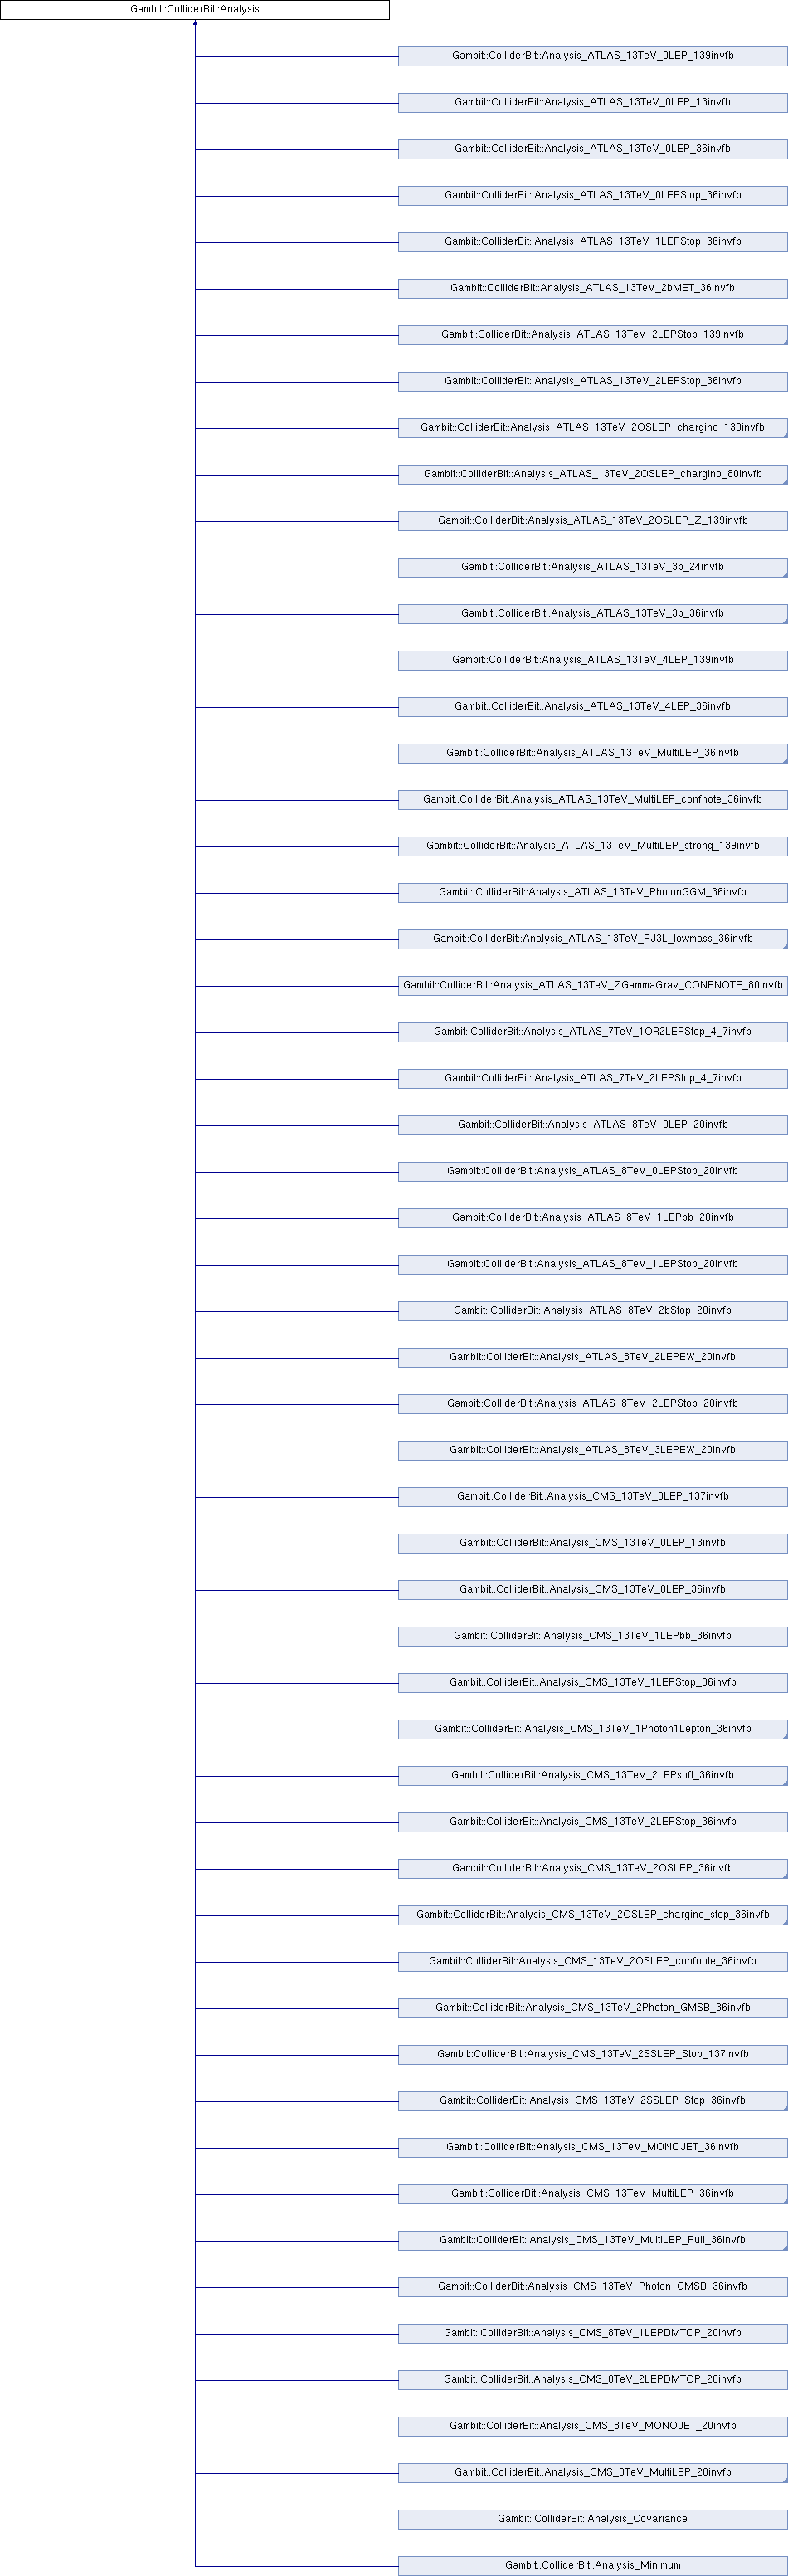 Gambit::ColliderBit::Analysis
Gambit::ColliderBit::Analysis_ATLAS_13TeV_0LEP_139invfb
Gambit::ColliderBit::Analysis_ATLAS_13TeV_0LEP_13invfb
Gambit::ColliderBit::Analysis_ATLAS_13TeV_0LEP_36invfb
Gambit::ColliderBit::Analysis_ATLAS_13TeV_0LEPStop_36invfb
Gambit::ColliderBit::Analysis_ATLAS_13TeV_1LEPStop_36invfb
Gambit::ColliderBit::Analysis_ATLAS_13TeV_2bMET_36invfb
Gambit::ColliderBit::Analysis_ATLAS_13TeV_2LEPStop_139invfb
Gambit::ColliderBit::Analysis_ATLAS_13TeV_2LEPStop_36invfb
Gambit::ColliderBit::Analysis_ATLAS_13TeV_2OSLEP_chargino_139invfb
Gambit::ColliderBit::Analysis_ATLAS_13TeV_2OSLEP_chargino_80invfb
Gambit::ColliderBit::Analysis_ATLAS_13TeV_2OSLEP_Z_139invfb
Gambit::ColliderBit::Analysis_ATLAS_13TeV_3b_24invfb
Gambit::ColliderBit::Analysis_ATLAS_13TeV_3b_36invfb
Gambit::ColliderBit::Analysis_ATLAS_13TeV_4LEP_139invfb
Gambit::ColliderBit::Analysis_ATLAS_13TeV_4LEP_36invfb
Gambit::ColliderBit::Analysis_ATLAS_13TeV_MultiLEP_36invfb
Gambit::ColliderBit::Analysis_ATLAS_13TeV_MultiLEP_confnote_36invfb
Gambit::ColliderBit::Analysis_ATLAS_13TeV_MultiLEP_strong_139invfb
Gambit::ColliderBit::Analysis_ATLAS_13TeV_PhotonGGM_36invfb
Gambit::ColliderBit::Analysis_ATLAS_13TeV_RJ3L_lowmass_36invfb
Gambit::ColliderBit::Analysis_ATLAS_13TeV_ZGammaGrav_CONFNOTE_80invfb
Gambit::ColliderBit::Analysis_ATLAS_7TeV_1OR2LEPStop_4_7invfb
Gambit::ColliderBit::Analysis_ATLAS_7TeV_2LEPStop_4_7invfb
Gambit::ColliderBit::Analysis_ATLAS_8TeV_0LEP_20invfb
Gambit::ColliderBit::Analysis_ATLAS_8TeV_0LEPStop_20invfb
Gambit::ColliderBit::Analysis_ATLAS_8TeV_1LEPbb_20invfb
Gambit::ColliderBit::Analysis_ATLAS_8TeV_1LEPStop_20invfb
Gambit::ColliderBit::Analysis_ATLAS_8TeV_2bStop_20invfb
Gambit::ColliderBit::Analysis_ATLAS_8TeV_2LEPEW_20invfb
Gambit::ColliderBit::Analysis_ATLAS_8TeV_2LEPStop_20invfb
Gambit::ColliderBit::Analysis_ATLAS_8TeV_3LEPEW_20invfb
Gambit::ColliderBit::Analysis_CMS_13TeV_0LEP_137invfb
Gambit::ColliderBit::Analysis_CMS_13TeV_0LEP_13invfb
Gambit::ColliderBit::Analysis_CMS_13TeV_0LEP_36invfb
Gambit::ColliderBit::Analysis_CMS_13TeV_1LEPbb_36invfb
Gambit::ColliderBit::Analysis_CMS_13TeV_1LEPStop_36invfb
Gambit::ColliderBit::Analysis_CMS_13TeV_1Photon1Lepton_36invfb
Gambit::ColliderBit::Analysis_CMS_13TeV_2LEPsoft_36invfb
Gambit::ColliderBit::Analysis_CMS_13TeV_2LEPStop_36invfb
Gambit::ColliderBit::Analysis_CMS_13TeV_2OSLEP_36invfb
Gambit::ColliderBit::Analysis_CMS_13TeV_2OSLEP_chargino_stop_36invfb
Gambit::ColliderBit::Analysis_CMS_13TeV_2OSLEP_confnote_36invfb
Gambit::ColliderBit::Analysis_CMS_13TeV_2Photon_GMSB_36invfb
Gambit::ColliderBit::Analysis_CMS_13TeV_2SSLEP_Stop_137invfb
Gambit::ColliderBit::Analysis_CMS_13TeV_2SSLEP_Stop_36invfb
Gambit::ColliderBit::Analysis_CMS_13TeV_MONOJET_36invfb
Gambit::ColliderBit::Analysis_CMS_13TeV_MultiLEP_36invfb
Gambit::ColliderBit::Analysis_CMS_13TeV_MultiLEP_Full_36invfb
Gambit::ColliderBit::Analysis_CMS_13TeV_Photon_GMSB_36invfb
Gambit::ColliderBit::Analysis_CMS_8TeV_1LEPDMTOP_20invfb
Gambit::ColliderBit::Analysis_CMS_8TeV_2LEPDMTOP_20invfb
Gambit::ColliderBit::Analysis_CMS_8TeV_MONOJET_20invfb
Gambit::ColliderBit::Analysis_CMS_8TeV_MultiLEP_20invfb
Gambit::ColliderBit::Analysis_Covariance
Gambit::ColliderBit::Analysis_Minimum